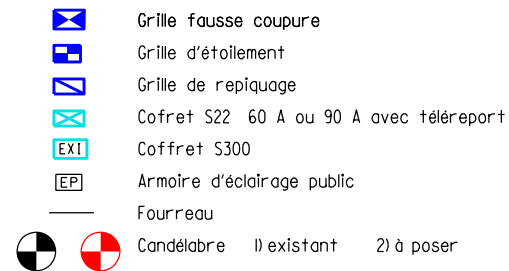 Grille fausse coupure
Grille d'étoilement
Grille de repiquage
Cofret S22 60 A ou 90 A avec téléreport
EXI Coffret S300
EP Armoire d'éclairage public
Fourreau
Candélabre 1) existant 2) à poser